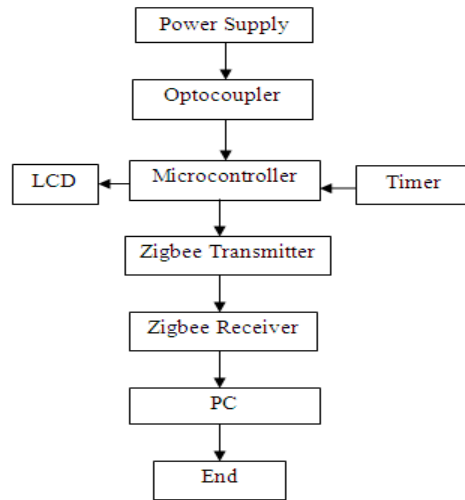 Power Supply
Optocoupler
LCD
Microcontroller
Timer
Zigbee Transmitter
Zigbee Receiver
PC
End